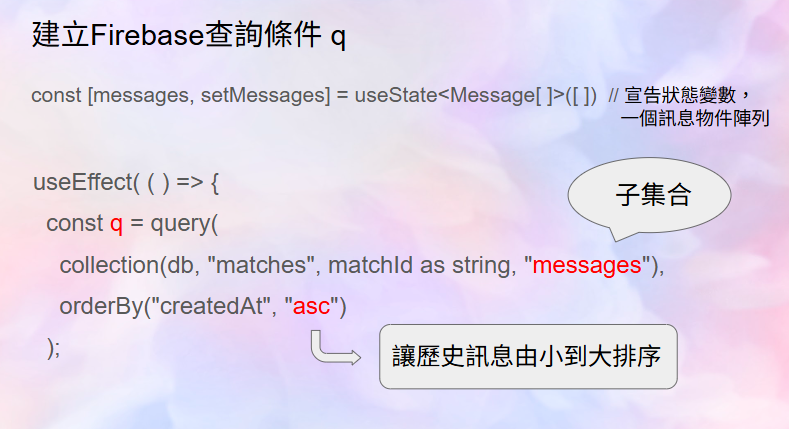 建立Firebase查詢條件 q
const [messages, setMessages] = useState<Message[ ]>([ ])  // 宣告狀態變數，
一個訊息物件陣列
useEffect( ( ) => {
子集合
const q = query(
collection(db, "matches", matchId as string, "messages"),
orderBy("createdAt", "asc")
);
讓歷史訊息由小到大排序